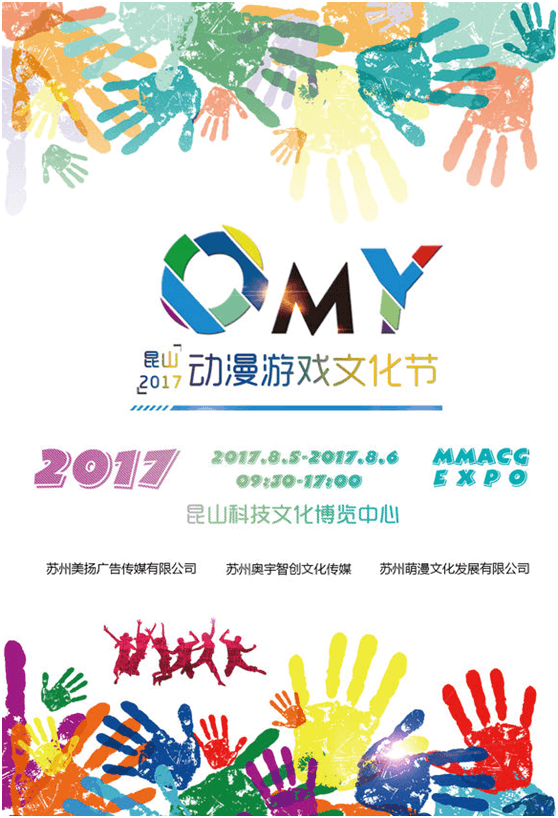 OMY
昆山
2017
动漫游戏文化节
2017
2017.8.5-2017.8.6
09:30-17:00
MMACG
EXPO
昆山科技文化博览中心
苏州美扬广告传媒有限公司 苏州奥宇智创文化传媒 苏州萌漫文化发展有限公司